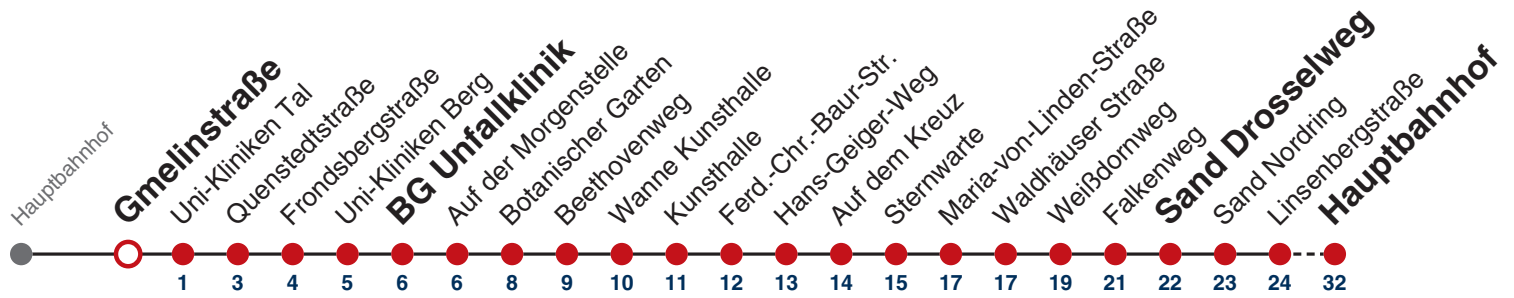 Hauptbahnhof
Gmelinstraße
Uni-Kliniken Tal
Quenstedtstraße
Frondsbergstraße
Uni-Kliniken Berg
BG Unfallklinik
Auf der Morgenstelle
Botanischer Garten
Beethovenweg
Wanne Kunsthalle
Kunsthalle
Ferd.-Chr.-Baur-Str.
Hans-Geiger-Weg
Auf dem Kreuz
Sternwarte
Maria-von-Linden-Straße
Waldhäuser Straße
Weißdornweg
Falkenweg
Sand Drosselweg
Sand Nordring
Linsenbergstraße
Hauptbahnhof
1 3 4 5 6 6 8 9 10 11 12 13 14 15 17 17 19 21 22 23 24 32